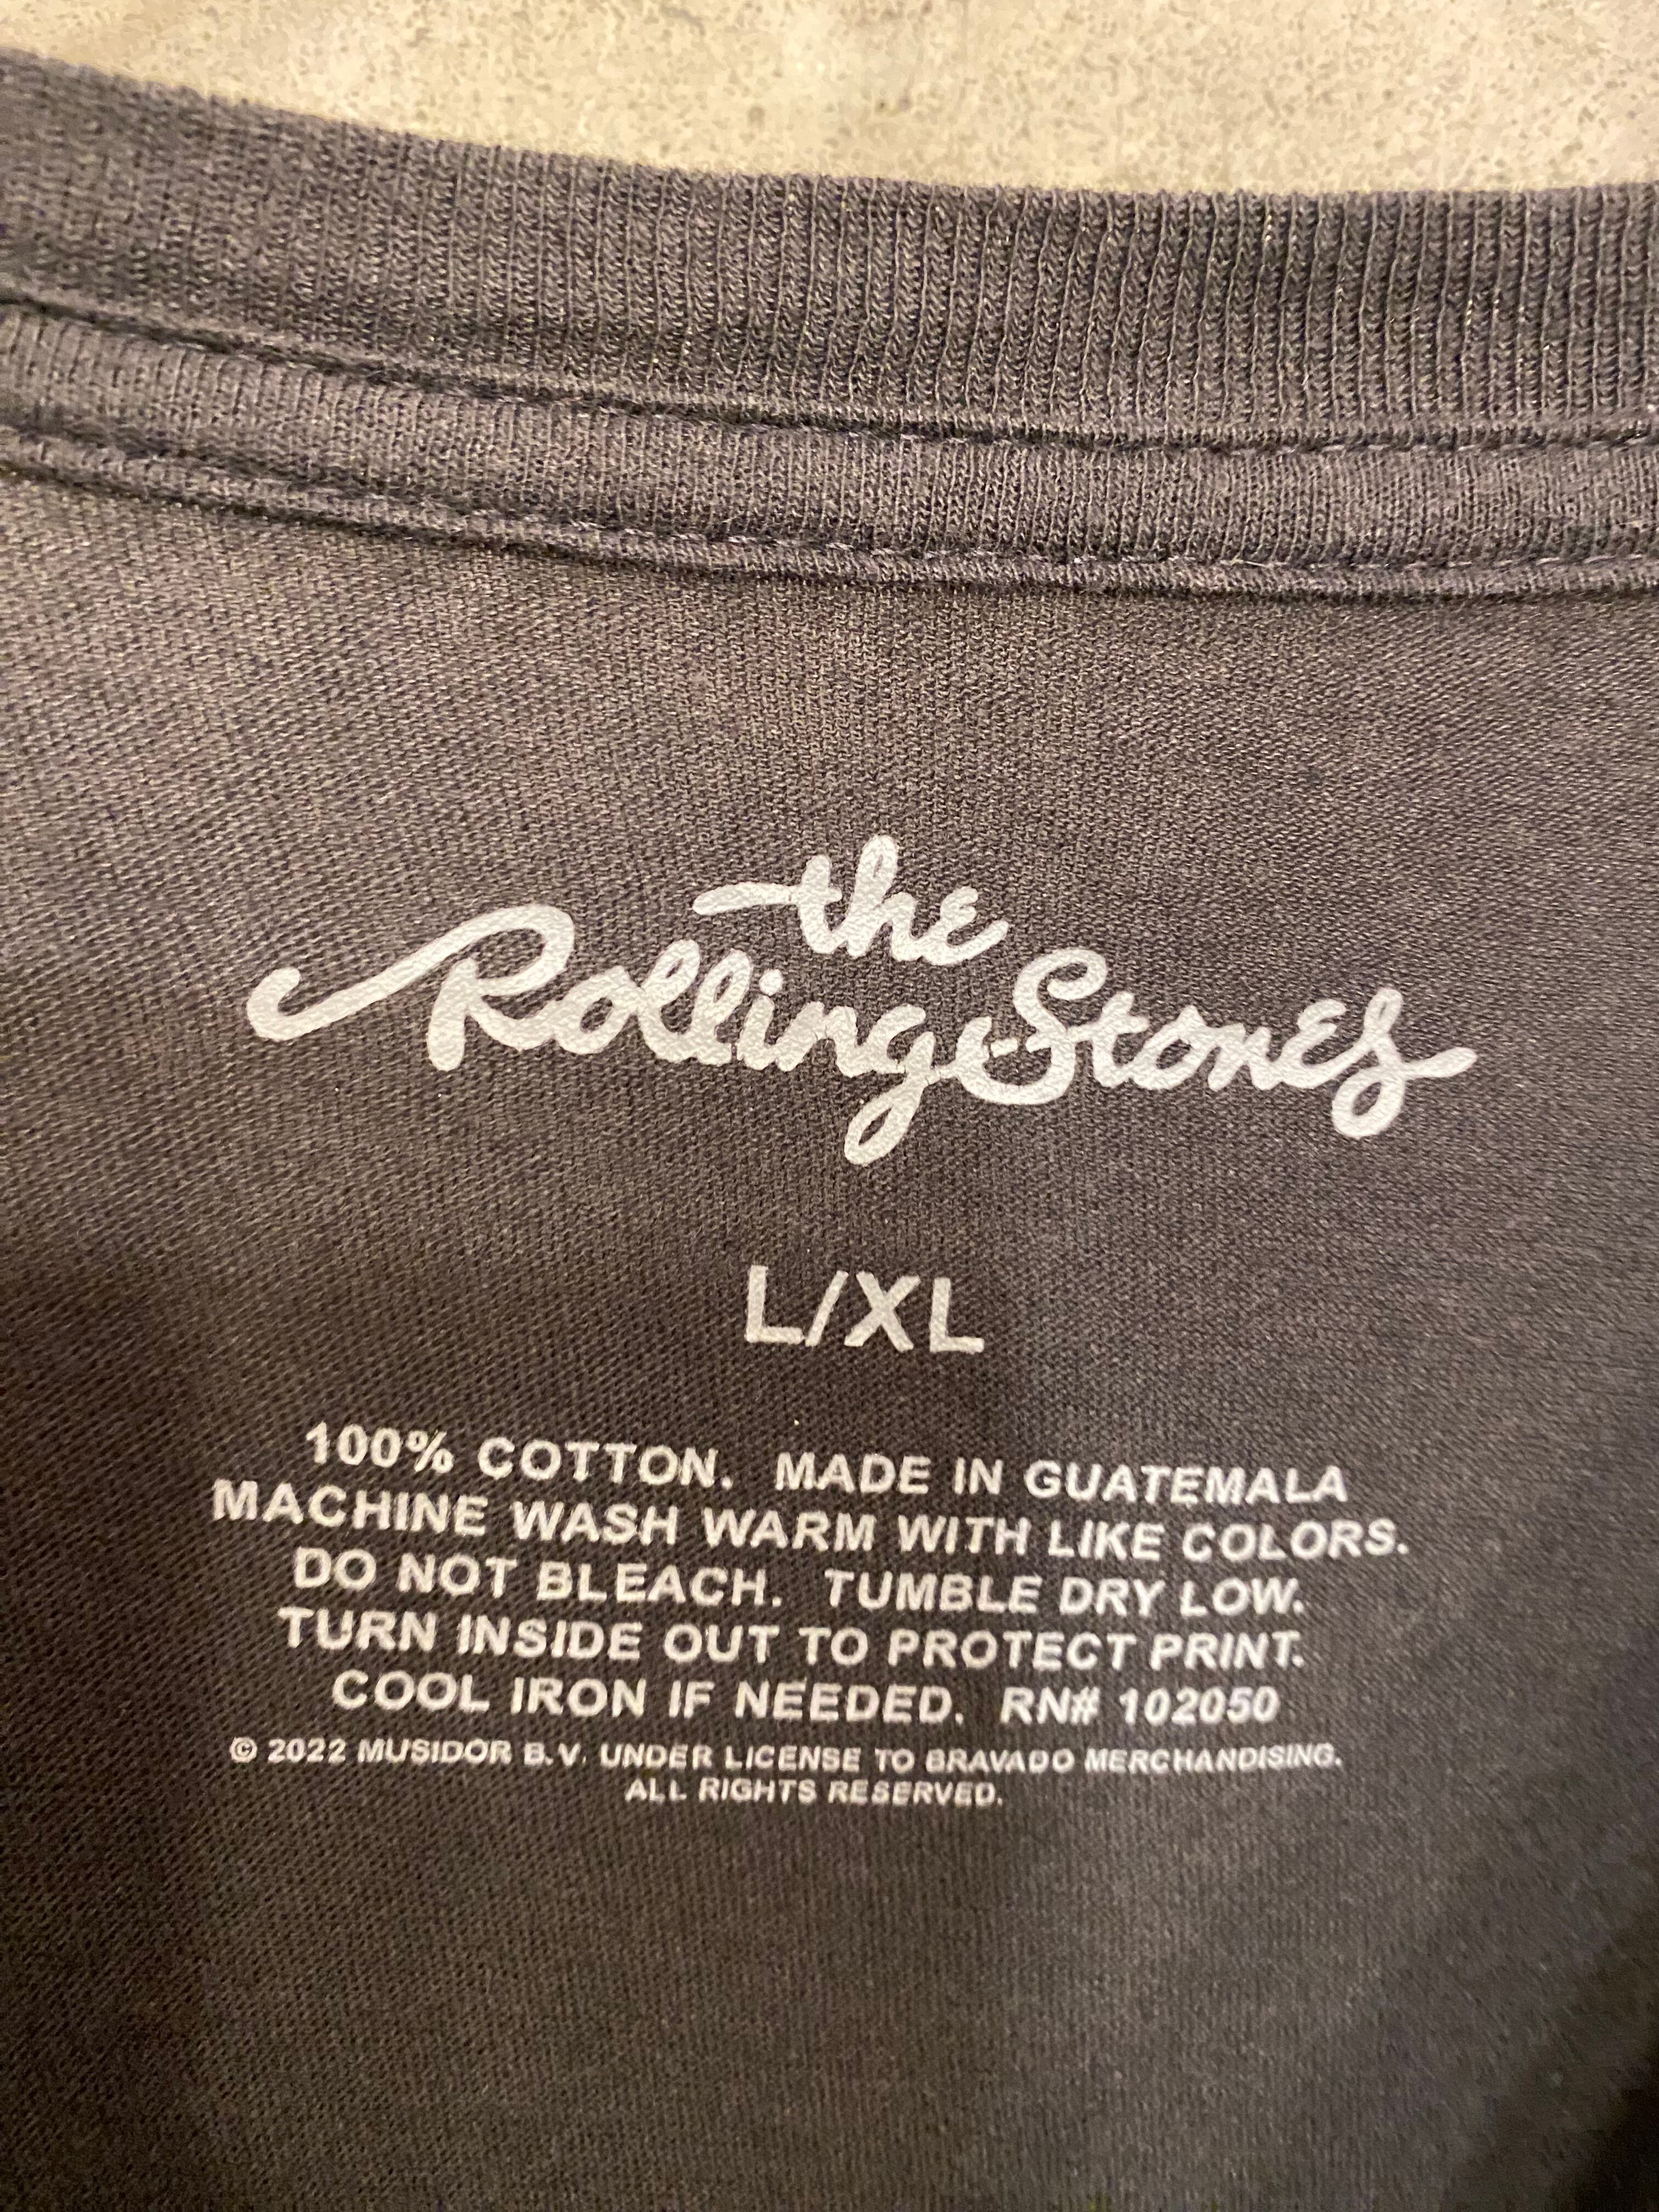 the
Rolling Stones
L/XL
100% COTTON. MADE IN GUATEMALA
MACHINE WASH WARM WITH LIKE COLORS.
DO NOT BLEACH. TUMBLE DRY LOW.
TURN INSIDE OUT TO PROTECT PRINT.
COOL IRON IF NEEDED. RN# 102050
© 2022 MUSIDOR B.V. UNDER LICENSE TO BRAVADO MERCHANDISING.
ALL RIGHTS RESERVED.